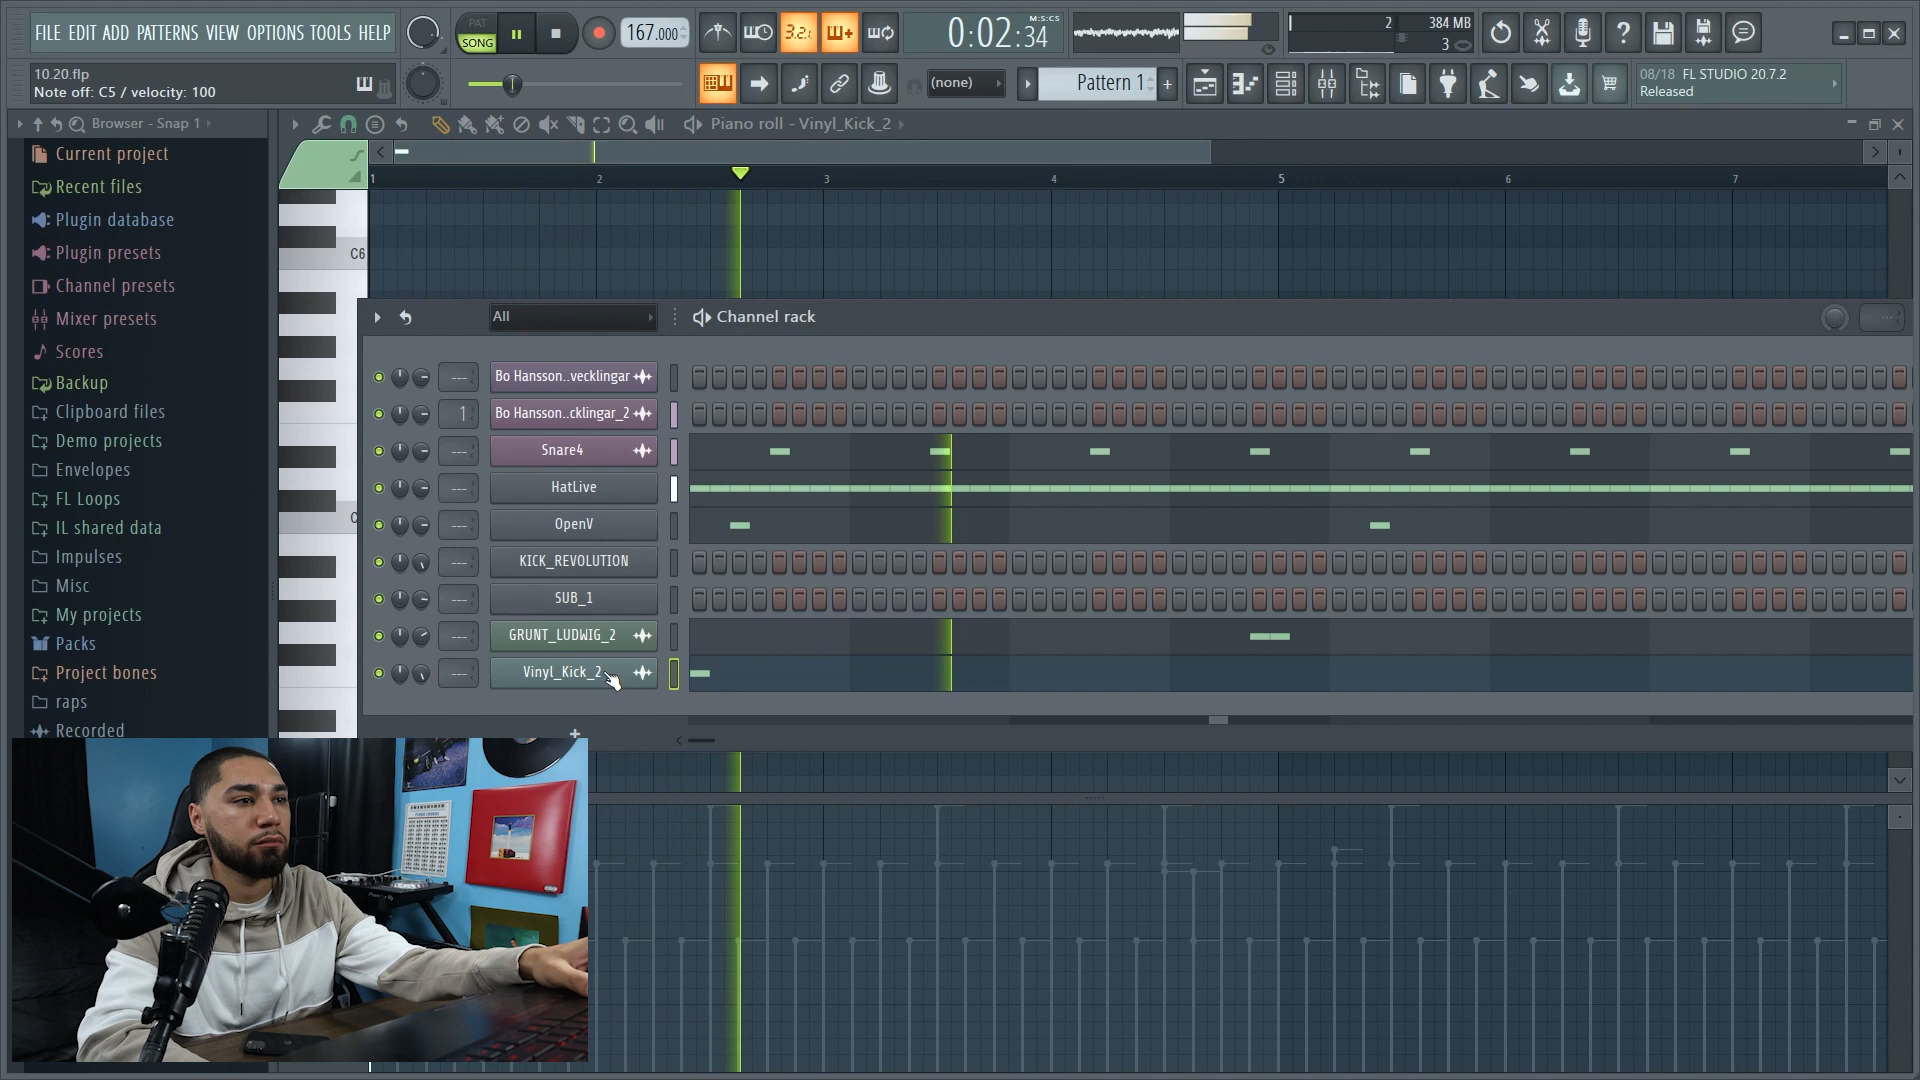 FILE EDIT ADD PATTERNS VIEW OPTIONS TOOLS HELP
PAT
SONG
167.000
3.2.
0:02:34
M:S:CS
2
384 MB
3
10.20.flp
Note off: C5 / velocity: 100
(none)
Pattern 1
+
08/18 FL STUDIO 20.7.2
Released
Browser - Snap 1
Piano roll - Vinyl_Kick_2
Current project
Recent files
Plugin database
Plugin presets
Channel presets
Mixer presets
Scores
Backup
Clipboard files
Demo projects
Envelopes
FL Loops
IL shared data
Impulses
Misc
My projects
Packs
Project bones
raps
Recorded
1 2 3 4 5 6 7
C6
C
All
Channel rack
Bo Hansson..vecklingar
1
Bo Hansson..cklingar_2
Snare4
HatLive
OpenV
KICK_REVOLUTION
SUB_1
GRUNT_LUDWIG_2
Vinyl_Kick_2